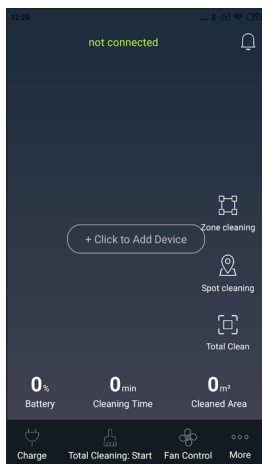 12:28
not connected
+ Click to Add Device
Zone cleaning
Spot cleaning
Total Clean
0% 0min 0m²
Battery Cleaning Time Cleaned Area
Charge Total Cleaning: Start Fan Control More